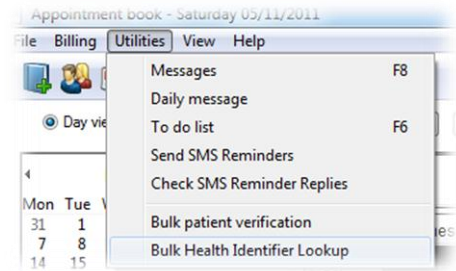 Appointment book - Saturday 05/11/2011
File Billing Utilities View Help
Messages F8
Daily message
Day vie
To do list F6
Send SMS Reminders
Check SMS Reminder Replies
Mon Tue
31 1
Bulk patient verification
7 8
Bulk Health Identifier Lookup
14 15